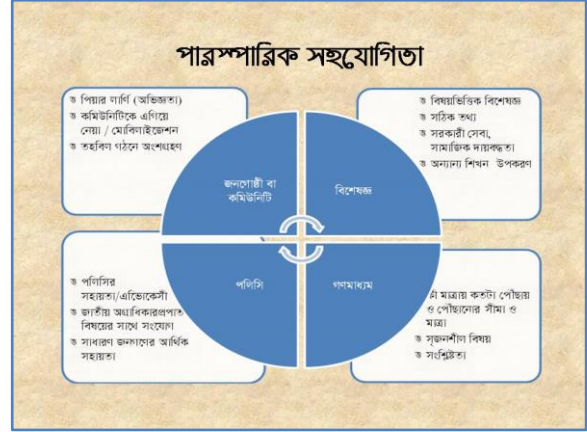 পারস্পারিক সহযোগিতা
পিয়ার লার্ণি (অভিজ্ঞতা)
কমিউনিটিকে এগিয়ে
নেয়া / মোবিলাইজেশন
তহবিল গঠনে অংশগ্রহণ
বিষয়ভিত্তিক বিশেষজ্ঞ
সঠিক তথ্য
সরকারী সেবা,
সামাজিক দায়বদ্ধতা
অন্যান্য শিখন উপকরণ
জনগোষ্ঠী বা
কমিউনিটি
বিশেষজ্ঞ
পলিসি
গণমাধ্যম
পলিসির
সহায়তা/এভোিকেসী
জাতীয় অগ্রাধিকারপ্রপাত
বিষয়ের সাথে সংযোগ
সাধারণ জনগণের আর্থিক
সহায়তা
মাত্রায় কতটা পৌঁছায়
ও পৌঁছানোর সীমা ও
মাত্রা
সৃজনশীল বিষয়
সংশ্লিষ্টতা